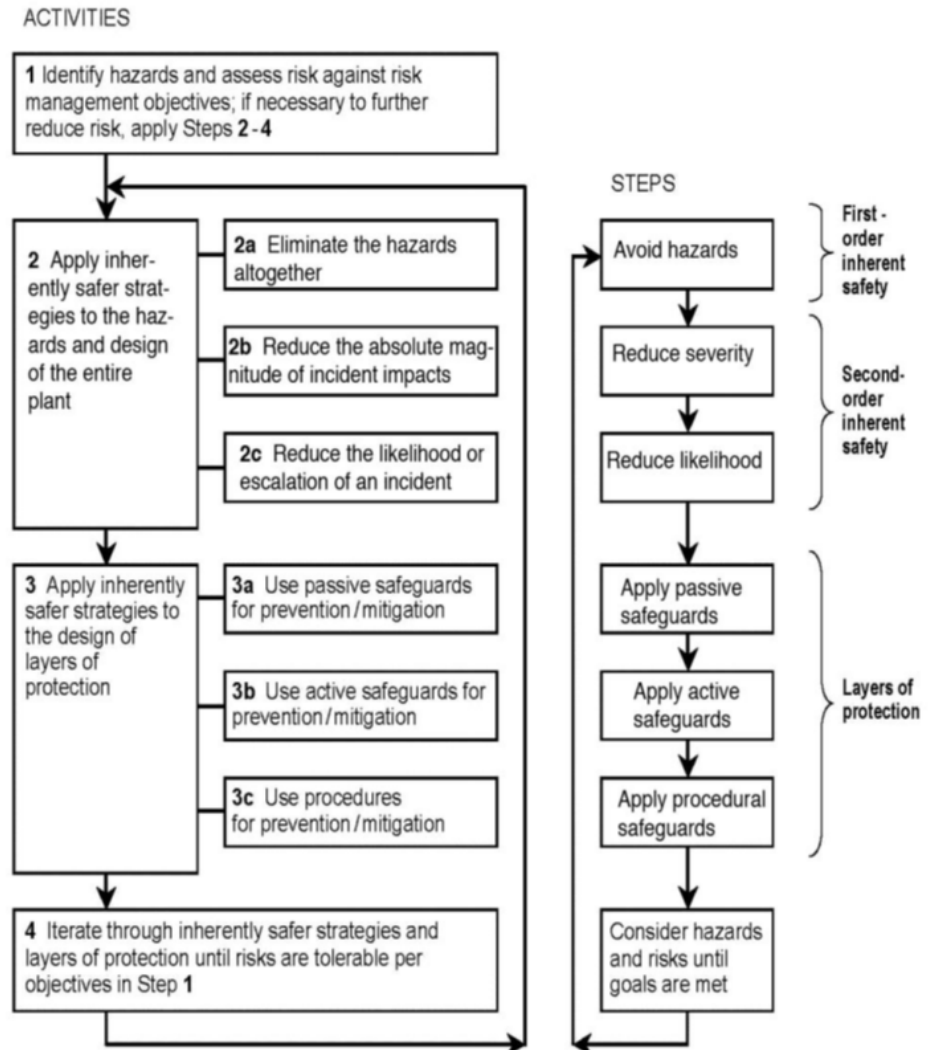 ACTIVITIES
1 Identify hazards and assess risk against risk
management objectives; if necessary to further
reduce risk, apply Steps 2-4
2 Apply inher-
ently safer strat-
egies to the haz-
ards and design
of the entire
plant
2a Eliminate the hazards
altogether
2b Reduce the absolute mag-
nitude of incident impacts
2c Reduce the likelihood or
escalation of an incident
3 Apply inherently
safer strategies to
the design of
layers of
protection
3a Use passive safeguards
for prevention/mitigation
3b Use active safeguards for
prevention/mitigation
3c Use procedures
for prevention/mitigation
4 Iterate through inherently safer strategies and
layers of protection until risks are tolerable per
objectives in Step 1
STEPS
Avoid hazards
Reduce severity
Reduce likelihood
Apply passive
safeguards
Apply active
safeguards
Apply procedural
safeguards
Consider hazards
and risks until
goals are met
First-
order
inherent
safety
Second-
order
inherent
safety
Layers of
protection